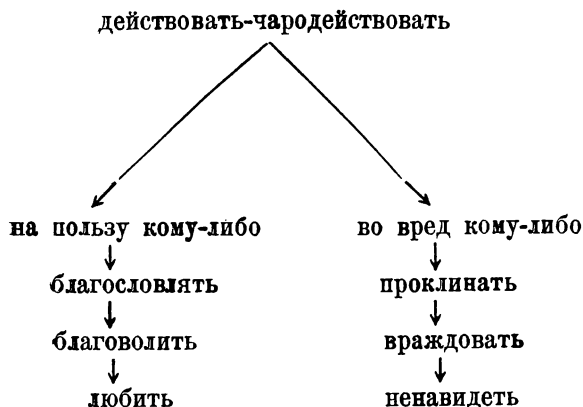 действовать-чародействовать
на пользу кому-либо
во вред кому-либо
благословлять
проклинать
благоволить
враждовать
любить
ненавидеть